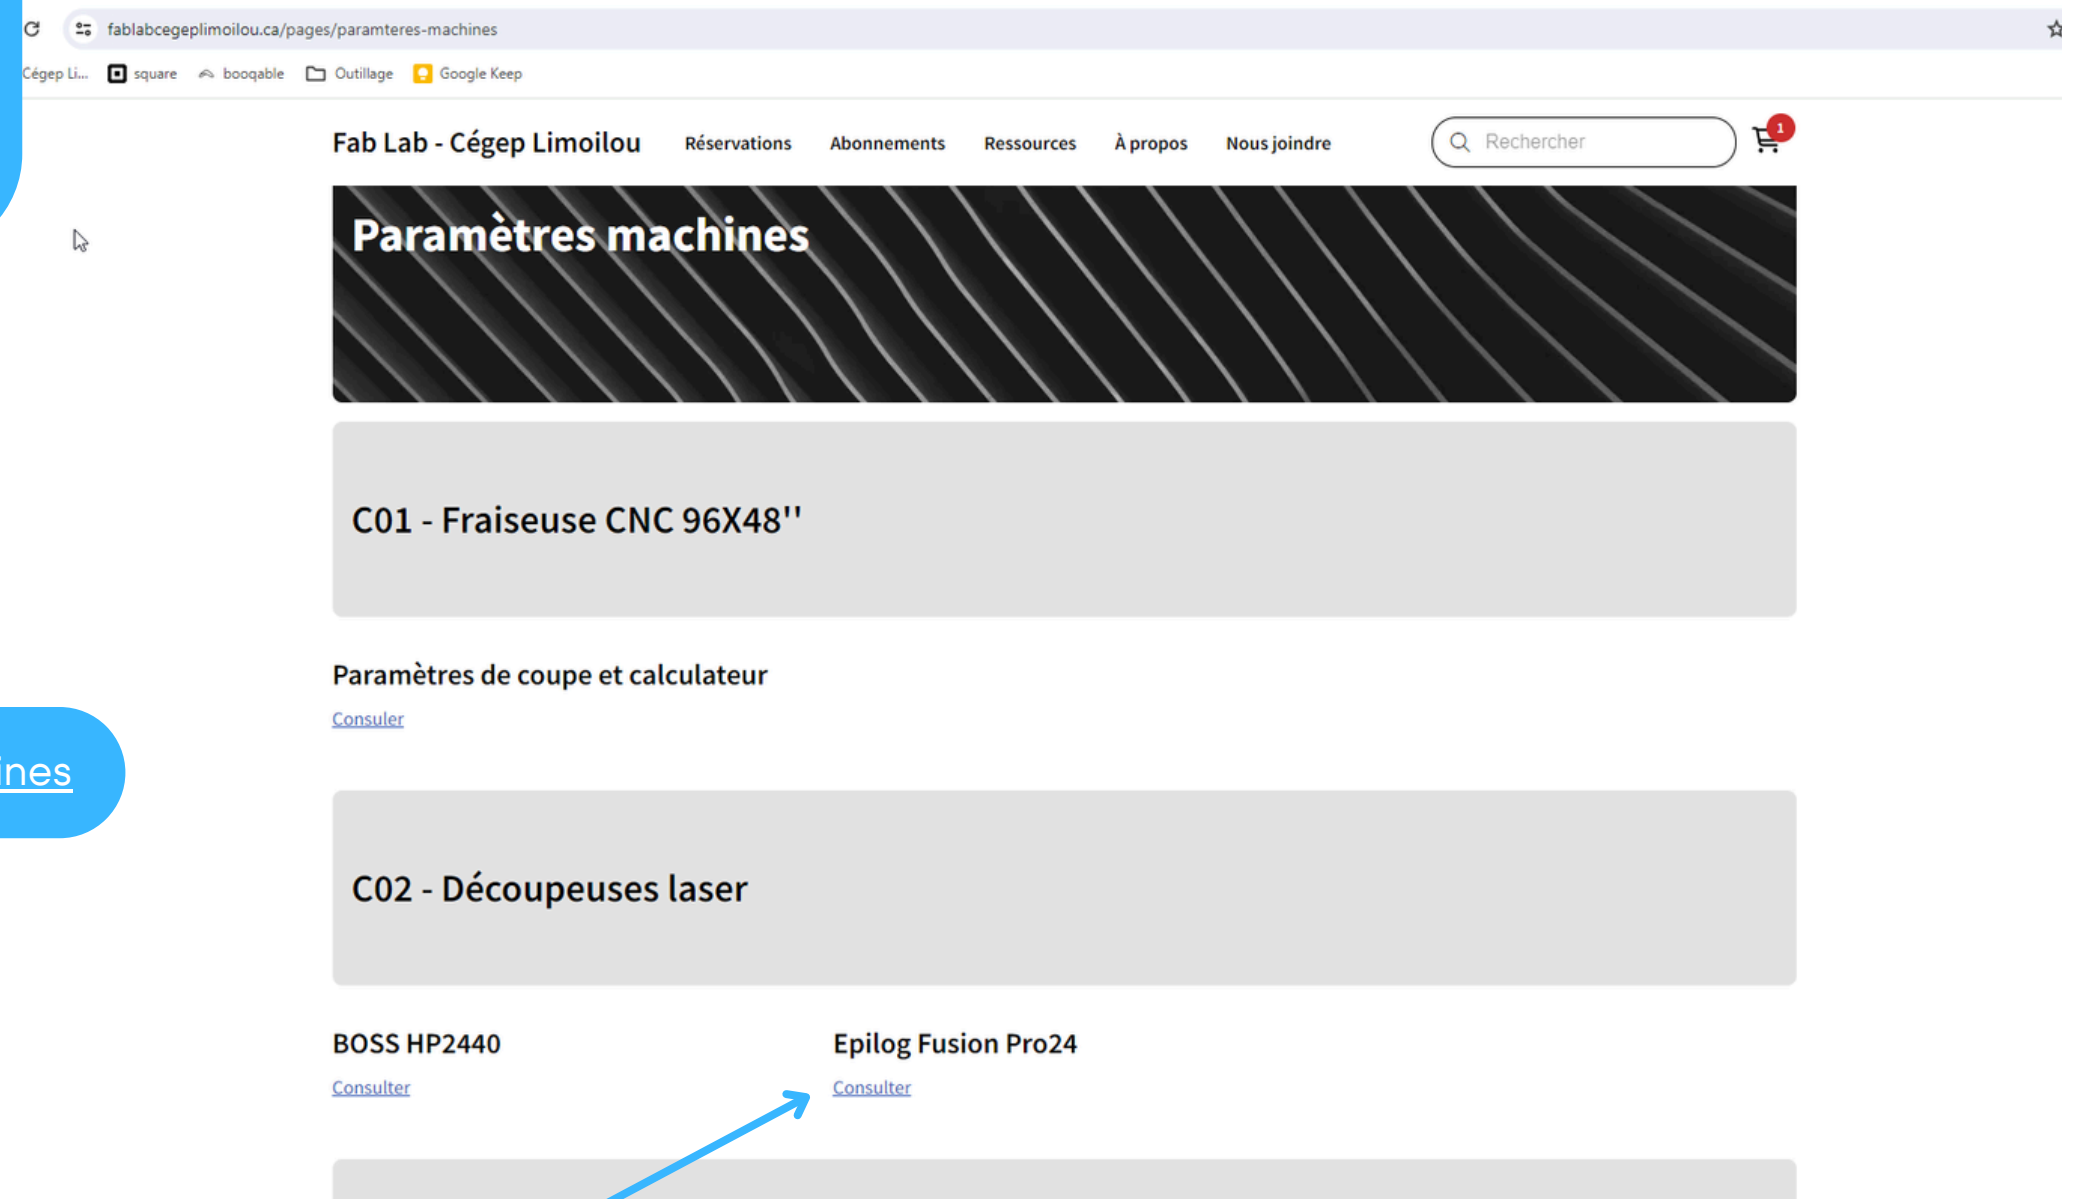 fablabcegeplimoilou.ca/pages/paramteres-machines
Cégep Li... square booqable Outillage Google Keep
Fab Lab - Cégep Limoilou Réservations Abonnements Ressources À propos Nous joindre Rechercher 1
Paramètres machines
C01 - Fraiseuse CNC 96X48''
Paramètres de coupe et calculateur
Consuler
ines
C02 - Découpeuses laser
BOSS HP2440 Epilog Fusion Pro24
Consulter Consulter